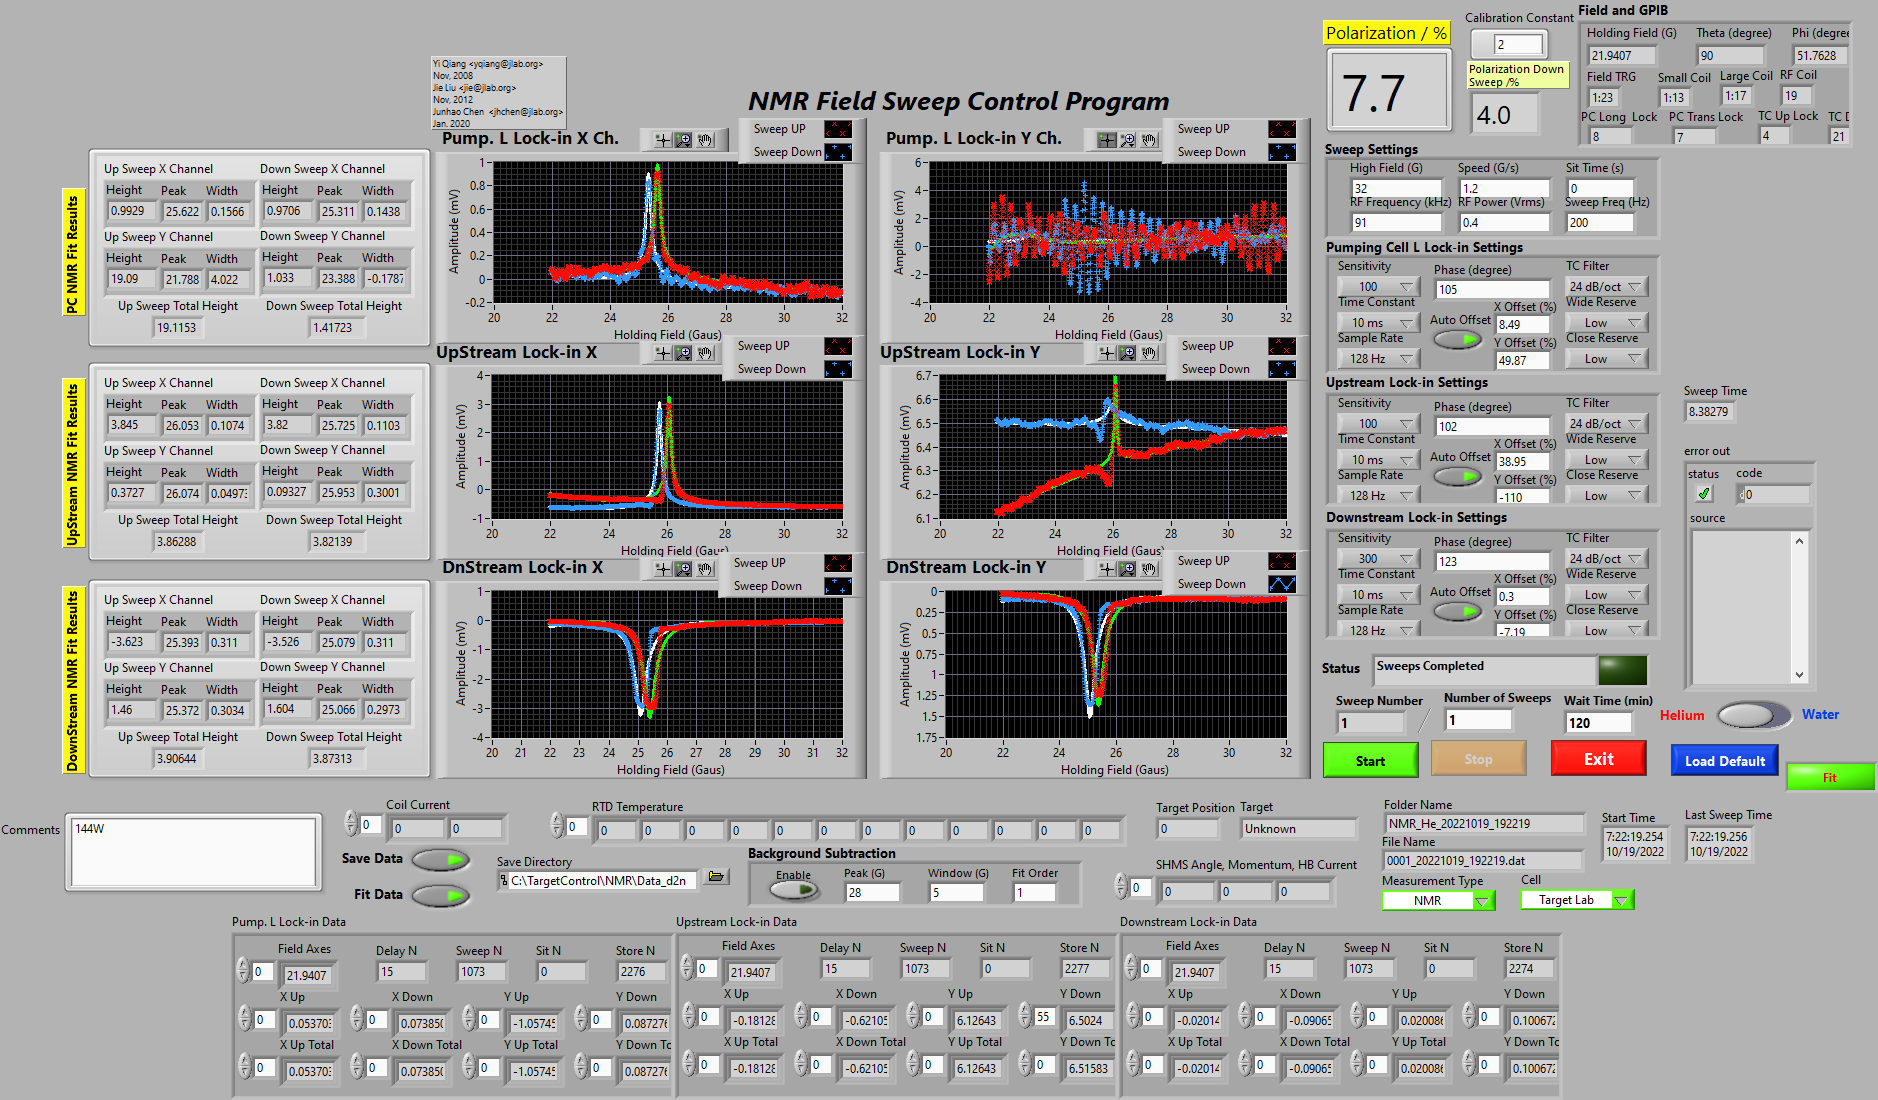 Yi Qiang <yqiang@jlab.org>
Nov, 2008
Jie Liu <jie@jlab.org>
Nov, 2012
Junhao Chen <jhchen@jlab.org>
Jan. 2020
NMR Field Sweep Control Program
Polarization / %
7.7
Calibration Constant
2
Polarization Down
Sweep /%
4.0
Field and GPIB
Holding Field (G) Theta (degree) Phi (degree
21.9407 90 51.7628
Field TRG Small Coil Large Coil RF Coil
1:23 1:13 1:17 19
PC Long Lock PC Trans Lock TC Up Lock TC D
8 7 4 21
PC NMR Fit Results
Up Sweep X Channel Down Sweep X Channel
Height Peak Width Height Peak Width
0.9929 25.622 0.1566 0.9706 25.311 0.1438
Up Sweep Y Channel Down Sweep Y Channel
Height Peak Width Height Peak Width
19.09 21.788 4.022 1.033 23.388 -0.1787
Up Sweep Total Height Down Sweep Total Height
19.1153 1.41723
UpStream NMR Fit Results
Up Sweep X Channel Down Sweep X Channel
Height Peak Width Height Peak Width
3.845 26.053 0.1074 3.82 25.725 0.1103
Up Sweep Y Channel Down Sweep Y Channel
Height Peak Width Height Peak Width
0.3727 26.074 0.04973 0.09327 25.953 0.3001
Up Sweep Total Height Down Sweep Total Height
3.86288 3.82139
DownStream NMR Fit Results
Up Sweep X Channel Down Sweep X Channel
Height Peak Width Height Peak Width
-3.623 25.393 0.311 -3.526 25.079 0.311
Up Sweep Y Channel Down Sweep Y Channel
Height Peak Width Height Peak Width
1.46 25.372 0.3034 1.604 25.066 0.2973
Up Sweep Total Height Down Sweep Total Height
3.90644 3.87313
Pump. L Lock-in X Ch.
Sweep UP
Sweep Down
Amplitude (mV)
1
0.8
0.6
0.4
0.2
0
-0.2
20 22 24 26 28 30 32
Holding Field (Gaus)
Pump. L Lock-in Y Ch.
Sweep UP
Sweep Down
Amplitude (mV)
6
4
2
0
-2
-4
20 22 24 26 28 30 32
Holding Field (Gaus)
UpStream Lock-in X
Sweep UP
Sweep Down
Amplitude (mV)
4
3
2
1
0
-1
20 22 24 26 28 30 32
Holding Field (Gaus)
UpStream Lock-in Y
Sweep UP
Sweep Down
Amplitude (mV)
6.7
6.6
6.5
6.4
6.3
6.2
6.1
20 22 24 26 28 30 32
Holding Field (Gaus)
DnStream Lock-in X
Sweep UP
Sweep Down
Amplitude (mV)
1
0
-1
-2
-3
-4
20 21 22 23 24 25 26 27 28 29 30 32
Holding Field (Gaus)
DnStream Lock-in Y
Sweep UP
Sweep Down
Amplitude (mV)
0
0.25
0.5
0.75
1
1.25
1.5
1.75
20 22 24 26 28 30 32
Holding Field (Gaus)
Sweep Settings
High Field (G) Speed (G/s) Sit Time (s)
32 1.2 0
RF Frequency (kHz) RF Power (Vrms) Sweep Freq (Hz)
91 0.4 200
Pumping Cell L Lock-in Settings
Sensitivity Phase (degree) TC Filter
100 105 24 dB/oct
Time Constant X Offset (%) Wide Reserve
10 ms Auto Offset 8.49 Low
Sample Rate Y Offset (%) Close Reserve
128 Hz 49.87 Low
Upstream Lock-in Settings
Sensitivity Phase (degree) TC Filter
100 102 24 dB/oct
Time Constant X Offset (%) Wide Reserve
10 ms Auto Offset 38.95 Low
Sample Rate Y Offset (%) Close Reserve
128 Hz -110 Low
Downstream Lock-in Settings
Sensitivity Phase (degree) TC Filter
300 123 24 dB/oct
Time Constant X Offset (%) Wide Reserve
10 ms Auto Offset 0.3 Low
Sample Rate Y Offset (%) Close Reserve
128 Hz -7.19 Low
Sweep Time
8.38279
error out
status code
0
source
Status Sweeps Completed
Sweep Number Number of Sweeps Wait Time (min)
1 / 1 120
Helium Water
Start Stop Exit Load Default Fit
Comments 144W
Coil Current
0 0 0
Save Data
Fit Data
RTD Temperature
0 0 0 0 0 0 0 0 0 0 0 0 0
Save Directory
C:\TargetControl\NMR\Data_d2n
Background Subtraction
Enable Peak (G) Window (G) Fit Order
28 5 1
Target Position Target
0 Unknown
SHMS Angle, Momentum, HB Current
0 0 0 0
Folder Name
NMR_He_20221019_192219
File Name
0001_20221019_192219.dat
Measurement Type Cell
NMR Target Lab
Start Time Last Sweep Time
7:22:19.254 7:22:19.256
10/19/2022 10/19/2022
Pump. L Lock-in Data
Field Axes Delay N Sweep N Sit N Store N
0 21.9407 15 1073 0 2276
X Up X Down Y Up Y Down
0 0.05370 0 0.07385 0 -1.05745 0 0.087276
X Up Total X Down Total Y Up Total Y Down To
0 0.05370 0 0.07385 0 -1.05745 0 0.087276
Upstream Lock-in Data
Field Axes Delay N Sweep N Sit N Store N
0 21.9407 15 1073 0 2277
X Up X Down Y Up Y Down
0 -0.18128 0 -0.62105 0 6.12643 55 6.5024
X Up Total X Down Total Y Up Total Y Down Tc
0 -0.18128 0 -0.62105 0 6.12643 0 6.51583
Downstream Lock-in Data
Field Axes Delay N Sweep N Sit N Store N
0 21.9407 15 1073 0 2274
X Up X Down Y Up Y Down
0 -0.02014 0 -0.09065 0 0.020086 0 0.100672
X Up Total X Down Total Y Up Total Y Down Tc
0 -0.02014 0 -0.09065 0 0.020086 0 0.100672